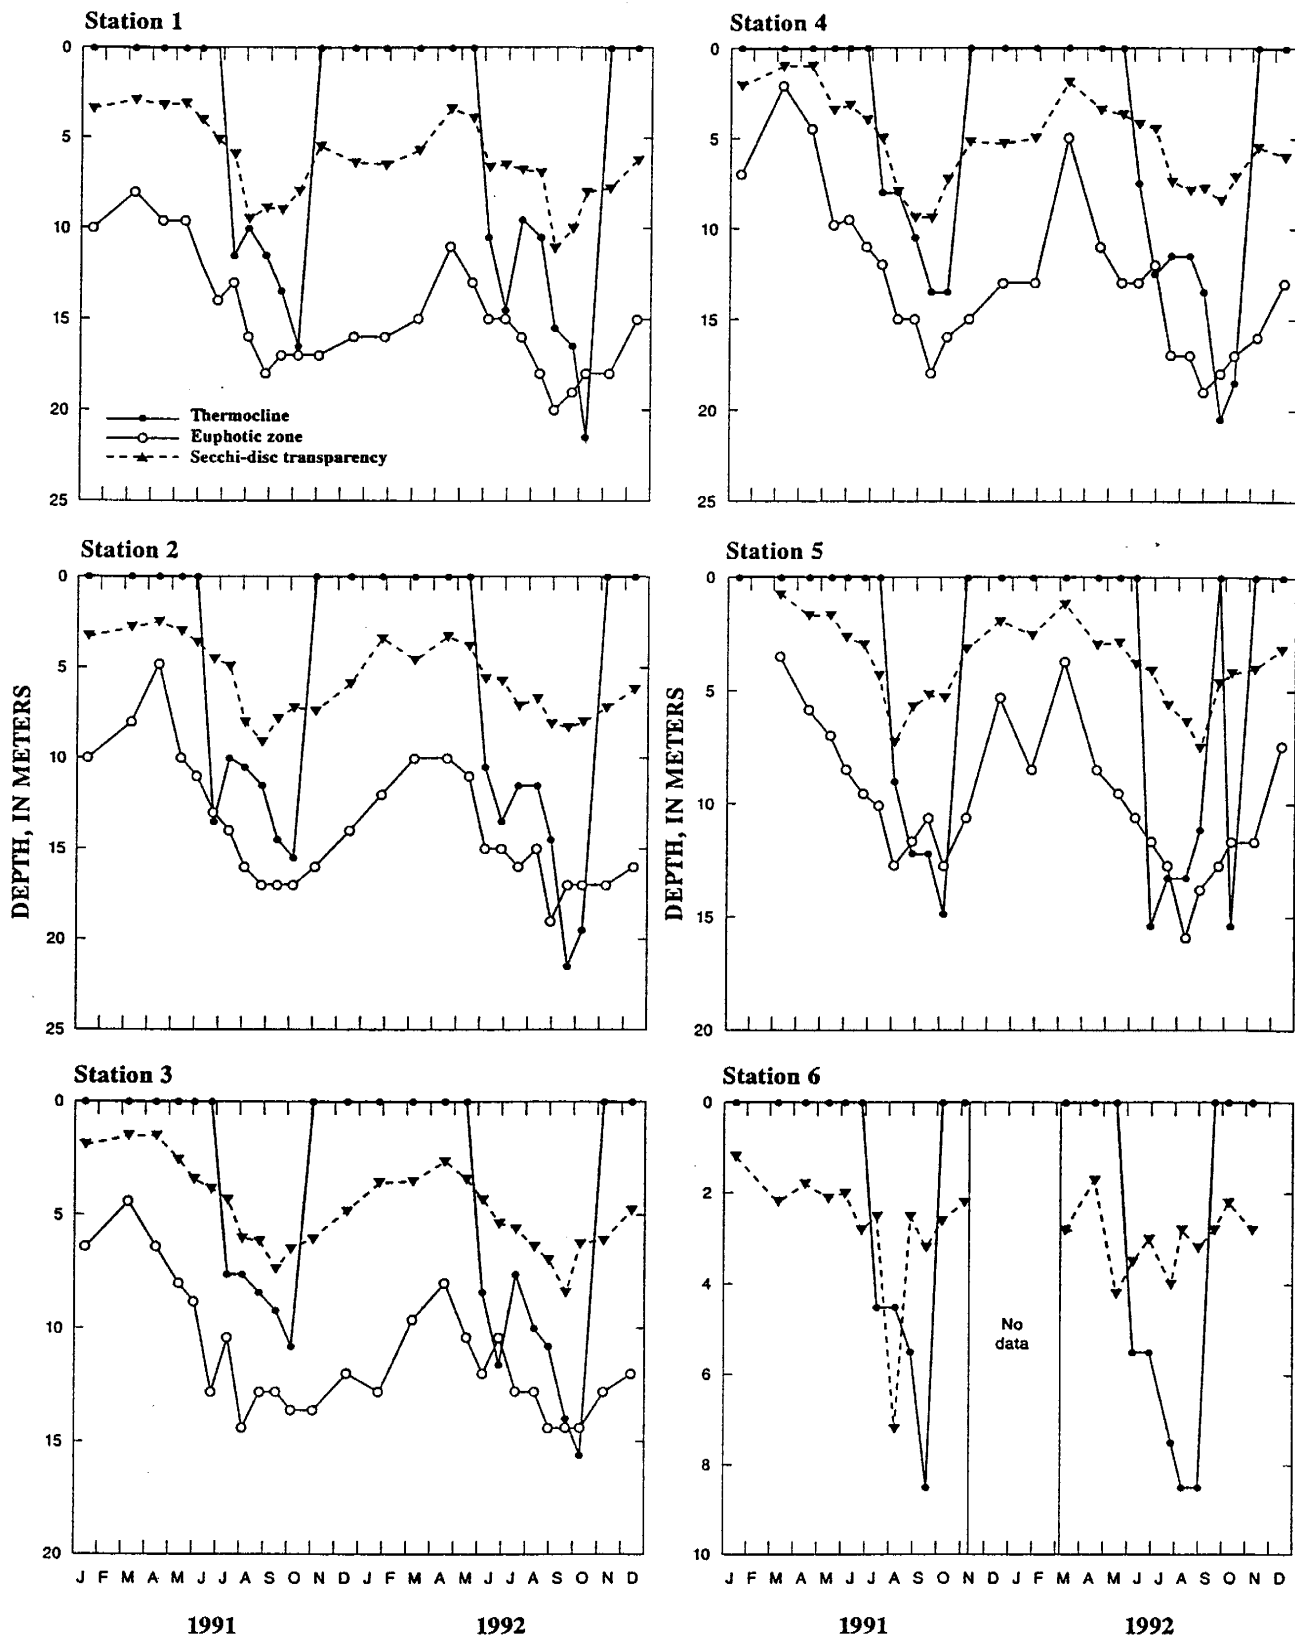 Station 1
0
5
10
15
20
25
Thermocline
Euphotic zone
Secchi-disc transparency
Station 4
0
5
10
15
20
25
Station 2
0
5
10
15
20
25
DEPTH, IN METERS
Station 5
0
5
10
15
20
DEPTH, IN METERS
Station 3
0
5
10
15
20
J F M A M J J A S O N D J F M A M J J A S O N D
1991 1992
Station 6
0
2
4
6
8
10
No
data
J F M A M J J A S O N D J F M A M J J A S O N D
1991 1992